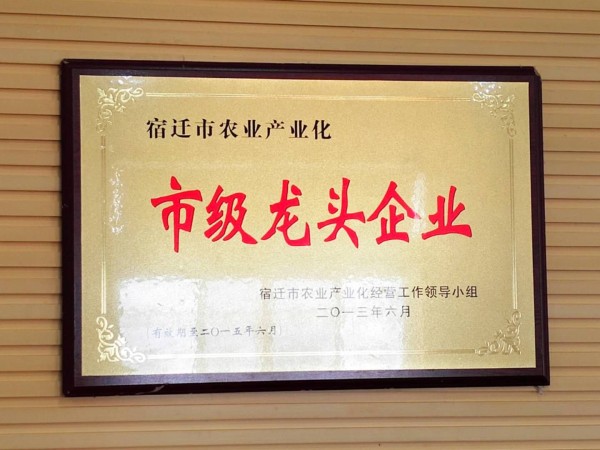 宿迁市农业产业化
市级龙头企业
宿迁市农业产业化经营工作领导小组
二〇一三年六月
(有效期至二〇一五年六月)